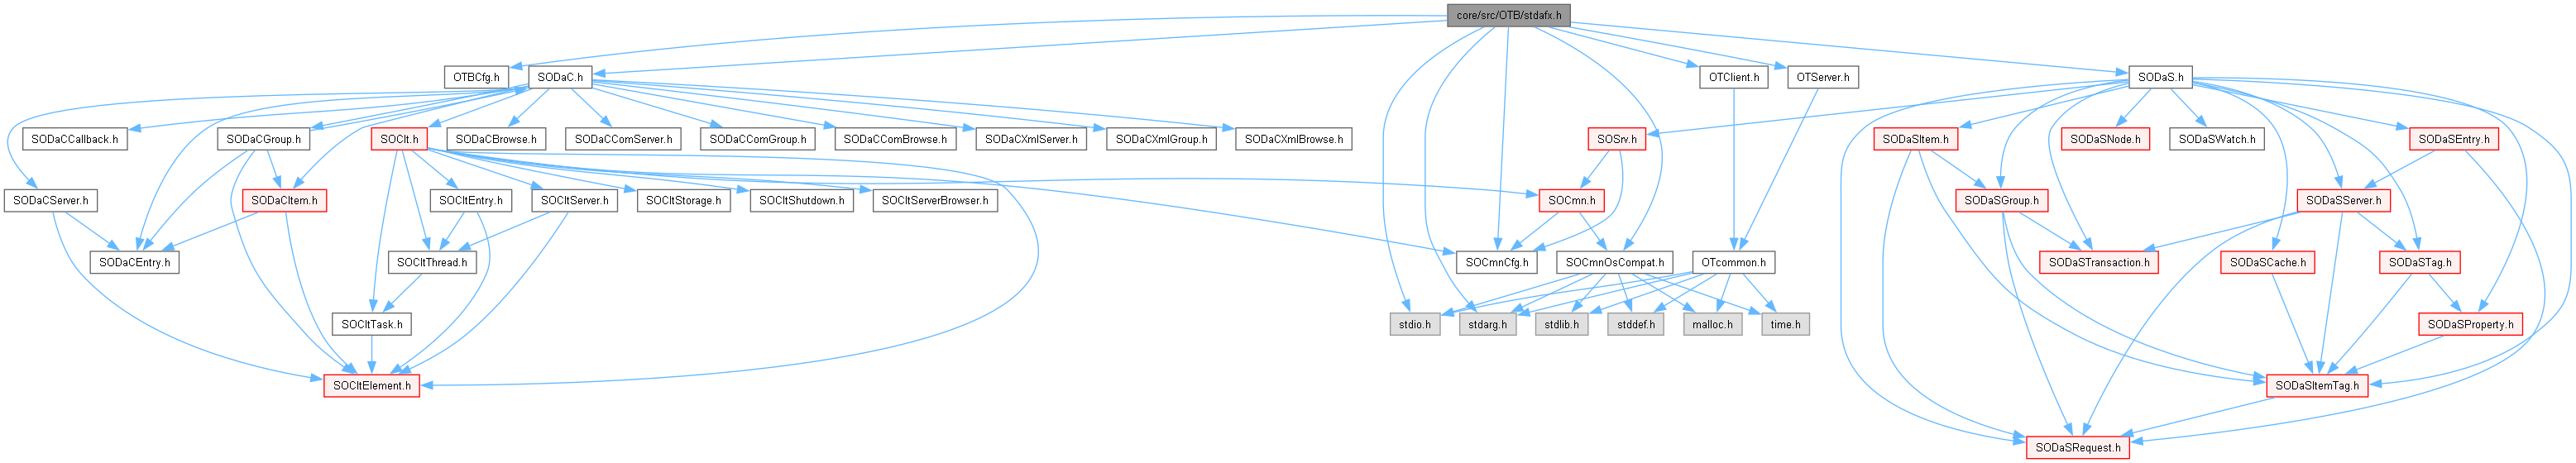 core/src/OTB/stdafx.h
OTBCfg.h
SODaC.h
OTClient.h
OTServer.h
SODaS.h
SODaCCallback.h
SODaCGroup.h
SOClt.h
SODaCBrowse.h
SODaCComServer.h
SODaCComGroup.h
SODaCComBrowse.h
SODaCXmlServer.h
SODaCXmlGroup.h
SODaCXmlBrowse.h
SOSrv.h
SODaSItem.h
SODaSNode.h
SODaSWatch.h
SODaSEntry.h
SODaCServer.h
SODaCItem.h
SOCltEntry.h
SOCltServer.h
SOCltStorage.h
SOCltShutdown.h
SOCltServerBrowser.h
SOCmn.h
SODaSGroup.h
SODaSServer.h
SODaCEntry.h
SOCltThread.h
SOCmnCfg.h
SOCmnOsCompat.h
OTcommon.h
SODaSTransaction.h
SODaSCache.h
SODaSTag.h
SOCltTask.h
stdio.h
stdarg.h
stdlib.h
stddef.h
malloc.h
time.h
SODaSProperty.h
SOCltElement.h
SODaSItemTag.h
SODaSRequest.h